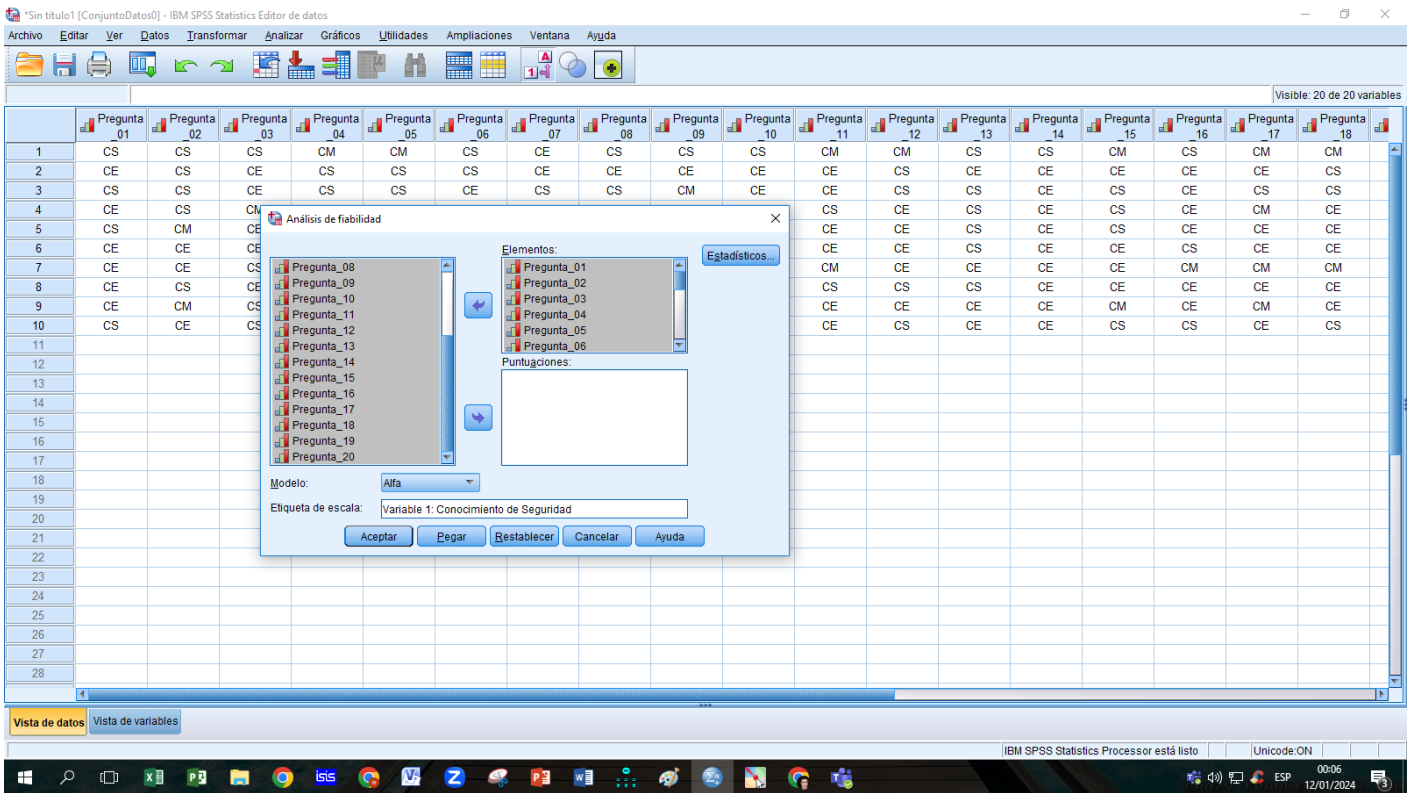 *Sin título1 [ConjuntoDatos0] - IBM SPSS Statistics Editor de datos
Archivo Editar Ver Datos Transformar Analizar Gráficos Utilidades Ampliaciones Ventana Ayuda
Visible: 20 de 20 variables
Pregunta_01 Pregunta_02 Pregunta_03 Pregunta_04 Pregunta_05 Pregunta_06 Pregunta_07 Pregunta_08 Pregunta_09 Pregunta_10 Pregunta_11 Pregunta_12 Pregunta_13 Pregunta_14 Pregunta_15 Pregunta_16 Pregunta_17 Pregunta_18
1 CS CS CS CM CM CS CE CS CS CS CM CM CS CS CM CS CM CM
2 CE CS CE CS CS CS CE CE CE CE CE CS CE CE CE CE CE CS
3 CS CS CE CS CS CE CS CS CM CE CE CS CS CE CS CE CS CS
4 CE CS CM CS CE CS CE CS CE CM CE
5 CS CM CE CE CE CS CE CS CE CE CS
6 CE CE CE CE CE CS CE CE CS CE CE
7 CE CE CS CM CE CE CE CE CM CM CM
8 CE CS CE CS CS CS CE CE CE CE CE
9 CE CM CS CE CE CE CE CM CE CM CE
10 CS CE CS CE CS CE CE CS CS CE CS
11
12
13
14
15
16
17
18
19
20
21
22
23
24
25
26
27
28
Análisis de fiabilidad
Pregunta_08
Pregunta_09
Pregunta_10
Pregunta_11
Pregunta_12
Pregunta_13
Pregunta_14
Pregunta_15
Pregunta_16
Pregunta_17
Pregunta_18
Pregunta_19
Pregunta_20
Elementos:
Pregunta_01
Pregunta_02
Pregunta_03
Pregunta_04
Pregunta_05
Pregunta_06
Estadísticos...
Puntuaciones:
Modelo: Alfa
Etiqueta de escala: Variable 1: Conocimiento de Seguridad
Aceptar Pegar Restablecer Cancelar Ayuda
Vista de datos Vista de variables
IBM SPSS Statistics Processor está listo Unicode:ON
ESP
00:06
12/01/2024